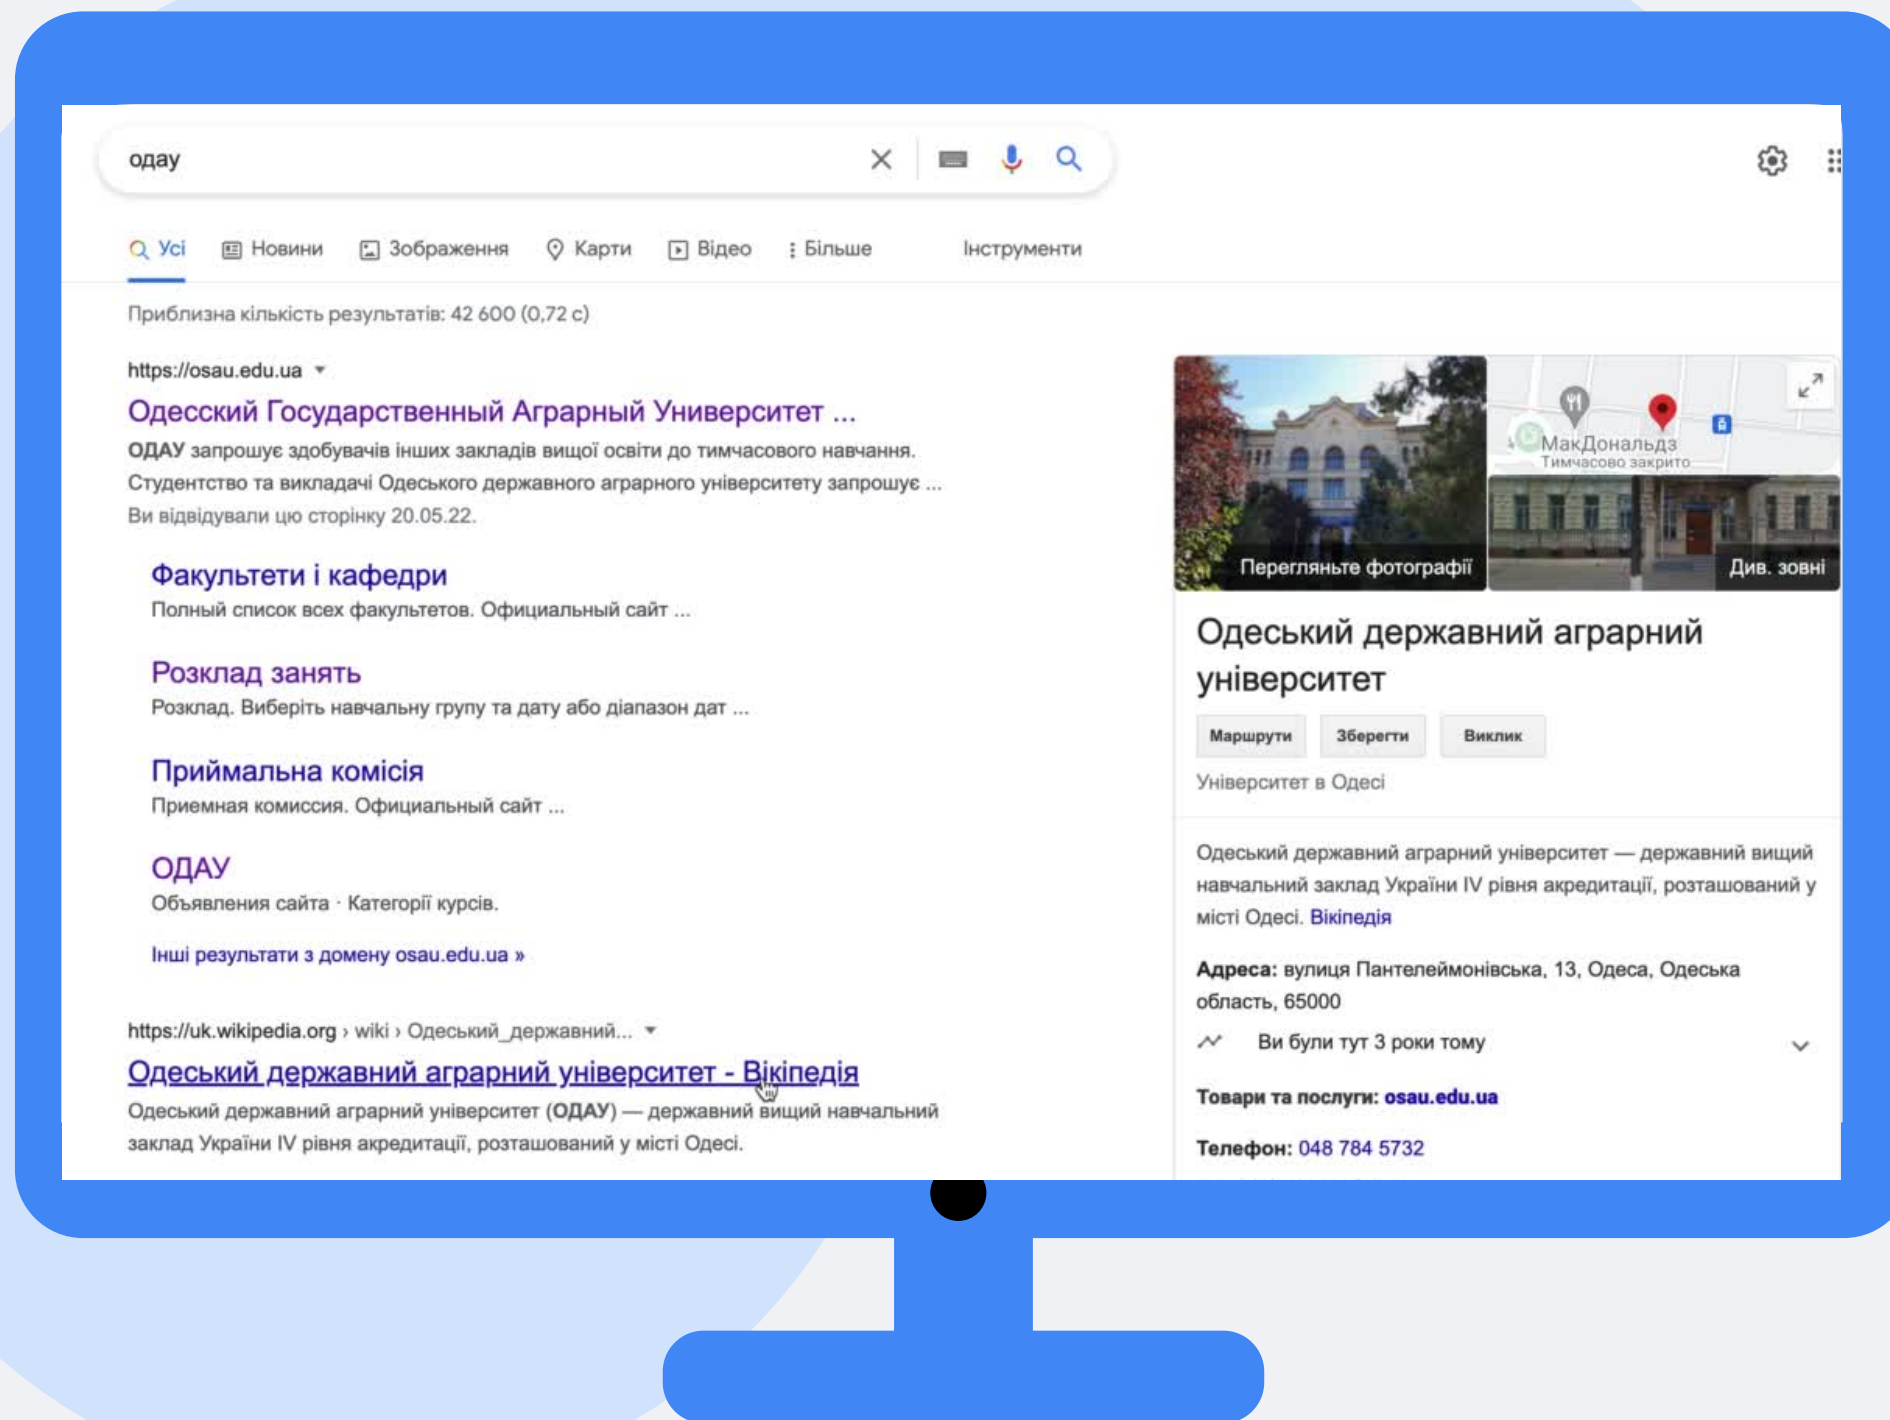 одау
Усі Новини Зображення Карти Відео Більше Інструменти
Приблизна кількість результатів: 42 600 (0,72 с)
https://osau.edu.ua
Одесский Государственный Аграрный Университет ...
ОДАУ запрошує здобувачів інших закладів вищої освіти до тимчасового навчання.
Студентство та викладачі Одеського державного аграрного університету запрошує ...
Ви відвідували цю сторінку 20.05.22.
Факультети і кафедри
Полный список всех факультетов. Официальный сайт ...
Розклад занять
Розклад. Виберіть навчальну групу та дату або діапазон дат ...
Приймальна комісія
Приемная комиссия. Официальный сайт ...
ОДАУ
Объявления сайта · Категорії курсів.
Інші результати з домену osau.edu.ua »
https://uk.wikipedia.org › wiki › Одеський_державний...
Одеський державний аграрний університет - Вікіпедія
Одеський державний аграрний університет (ОДАУ) — державний вищий навчальний
заклад України IV рівня акредитації, розташований у місті Одесі.
МакДональдз
Тимчасово закрито
Перегляньте фотографії
Див. зовні
Одеський державний аграрний
університет
Маршрути Зберегти Виклик
Університет в Одесі
Одеський державний аграрний університет — державний вищий
навчальний заклад України IV рівня акредитації, розташований у
місті Одесі. Вікіпедія
Адреса: вулиця Пантелеймонівська, 13, Одеса, Одеська
область, 65000
Ви були тут 3 роки тому
Товари та послуги: osau.edu.ua
Телефон: 048 784 5732